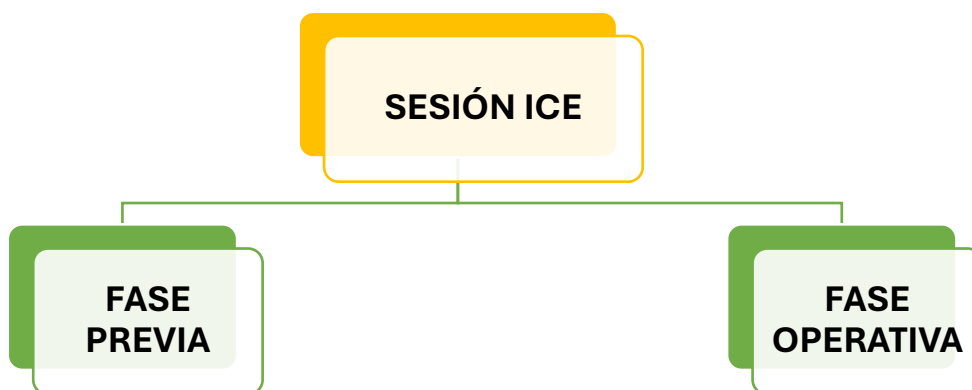 SESIÓN ICE
FASE
PREVIA
FASE
OPERATIVA